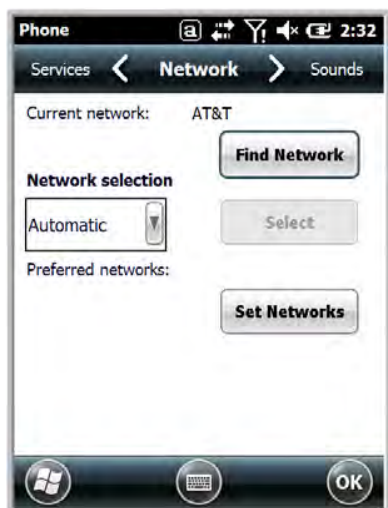 Phone a 2:32
Services Network Sounds
Current network: AT&T
Find Network
Network selection
Automatic Select
Preferred networks:
Set Networks
OK